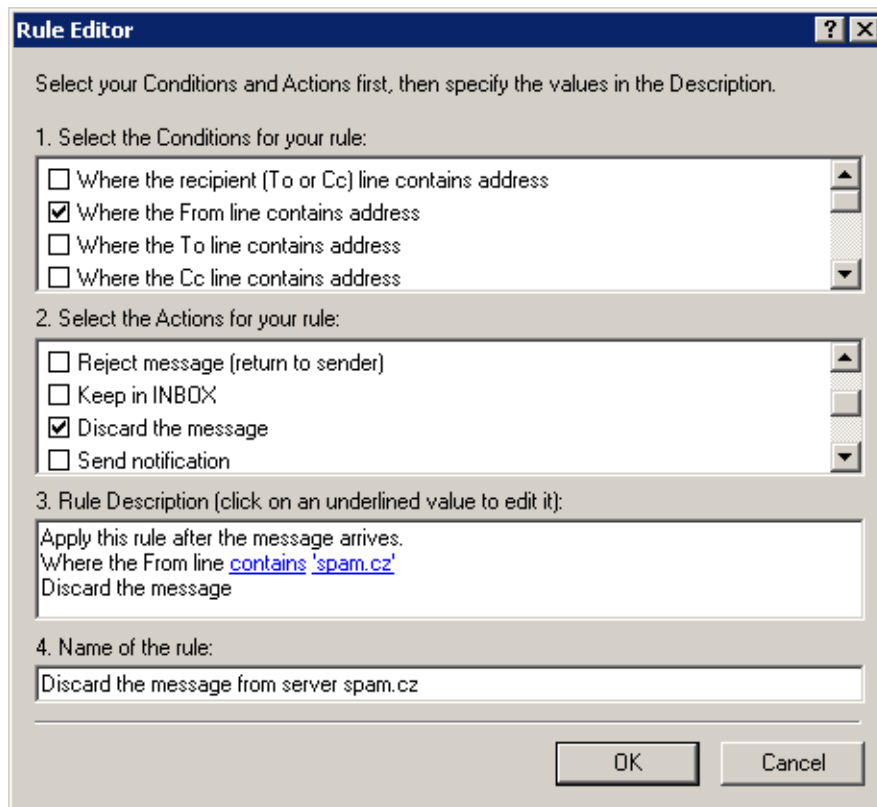 Rule Editor
Select your Conditions and Actions first, then specify the values in the Description.
1. Select the Conditions for your rule:
Where the recipient (To or Cc) line contains address
Where the From line contains address
Where the To line contains address
Where the Cc line contains address
2. Select the Actions for your rule:
Reject message (return to sender)
Keep in INBOX
Discard the message
Send notification
3. Rule Description (click on an underlined value to edit it):
Apply this rule after the message arrives.
Where the From line contains 'spam.cz'
Discard the message
4. Name of the rule:
Discard the message from server spam.cz
OK Cancel